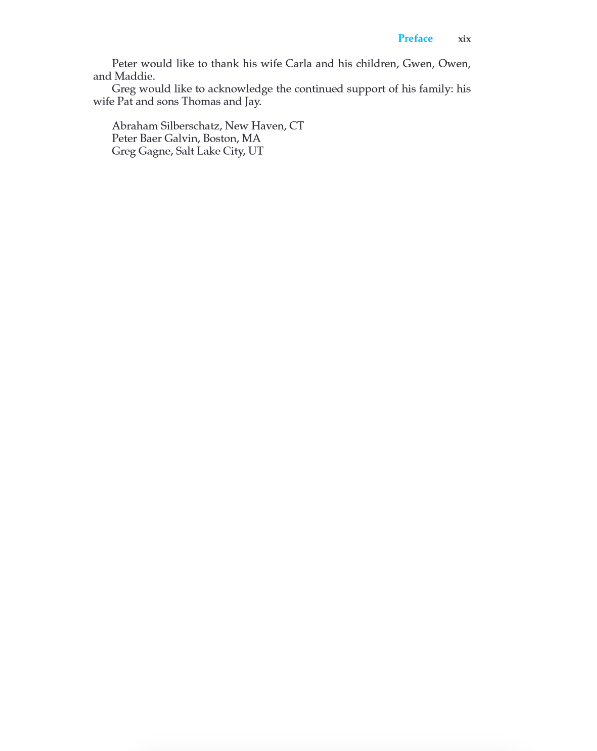 Preface xix
Peter would like to thank his wife Carla and his children, Gwen, Owen,
and Maddie.
Greg would like to acknowledge the continued support of his family: his
wife Pat and sons Thomas and Jay.
Abraham Silberschatz, New Haven, CT
Peter Baer Galvin, Boston, MA
Greg Gagne, Salt Lake City, UT